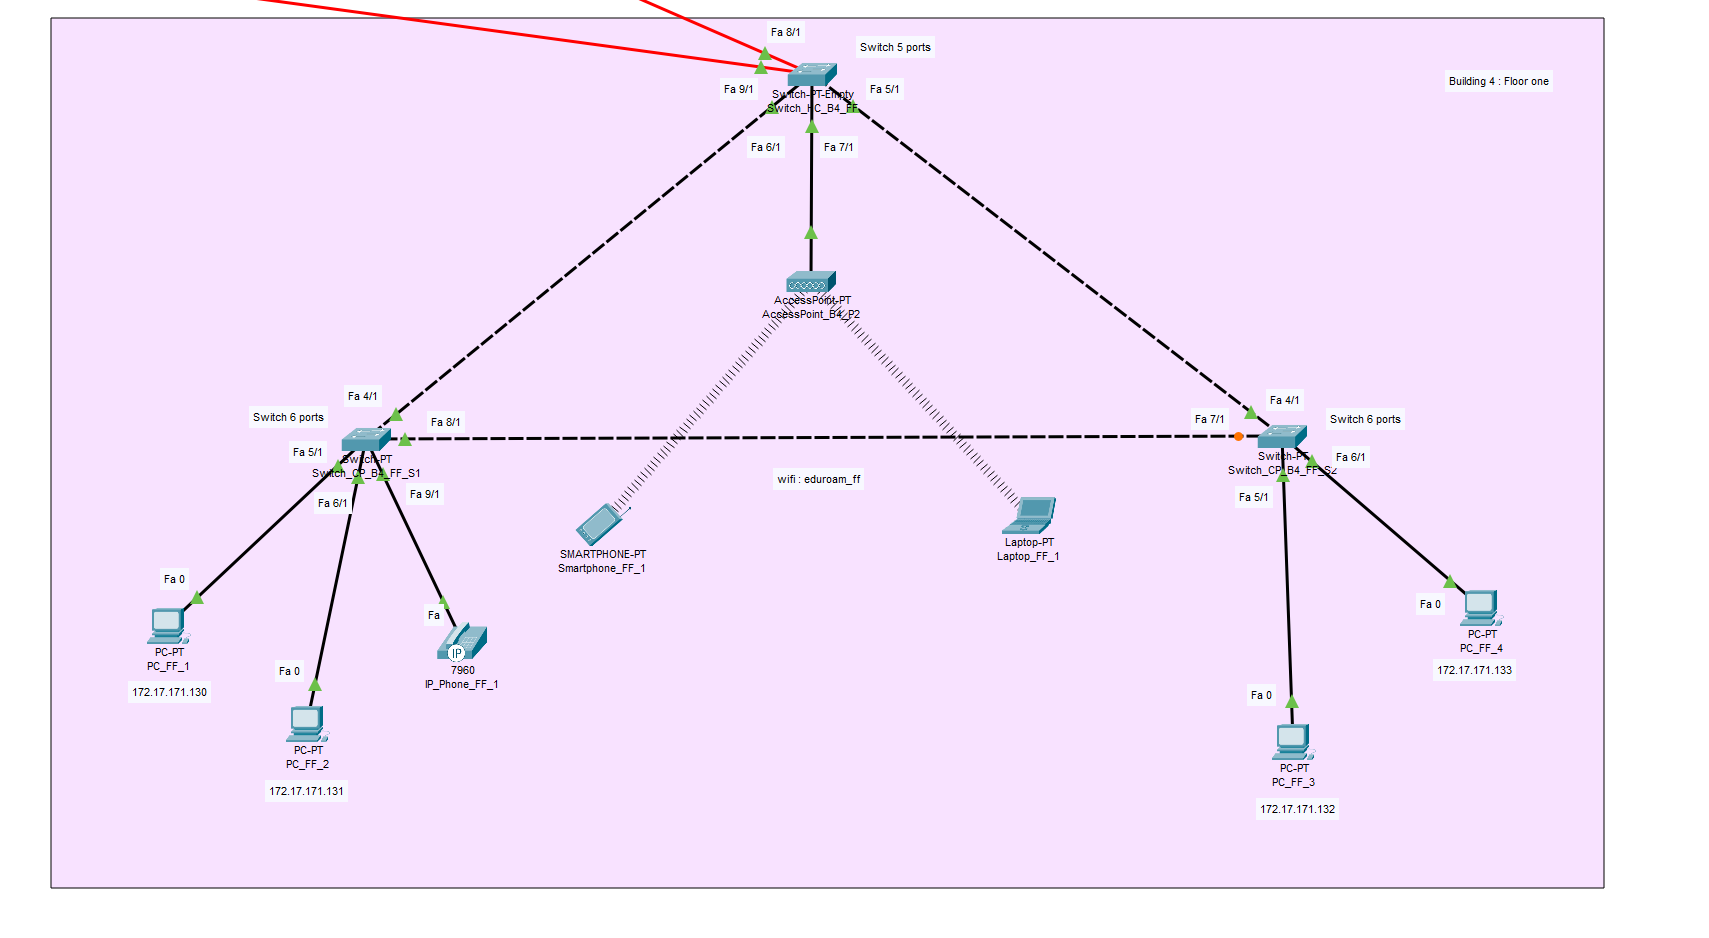 Fa 8/1
Switch 5 ports
Building 4 : Floor one
Fa 9/1
Fa 5/1
Switch-PT-Empty
Switch_HC_B4_FF
Fa 6/1
Fa 7/1
AccessPoint-PT
AccessPoint_B4_P2
Fa 4/1
Switch 6 ports
Fa 8/1
Fa 5/1
Switch-PT
Switch_CP_B4_FF_S1
Fa 6/1
Fa 9/1
Fa 4/1
Fa 7/1
Switch 6 ports
Switch-PT
Switch_CP_B4_FF_S2
Fa 6/1
Fa 5/1
wifi : eduroam_ff
SMARTPHONE-PT
Smartphone_FF_1
Laptop-PT
Laptop_FF_1
Fa 0
PC-PT
PC_FF_1
172.17.171.130
Fa 0
PC-PT
PC_FF_2
172.17.171.131
Fa
IP
7960
IP_Phone_FF_1
Fa 0
PC-PT
PC_FF_4
172.17.171.133
Fa 0
PC-PT
PC_FF_3
172.17.171.132